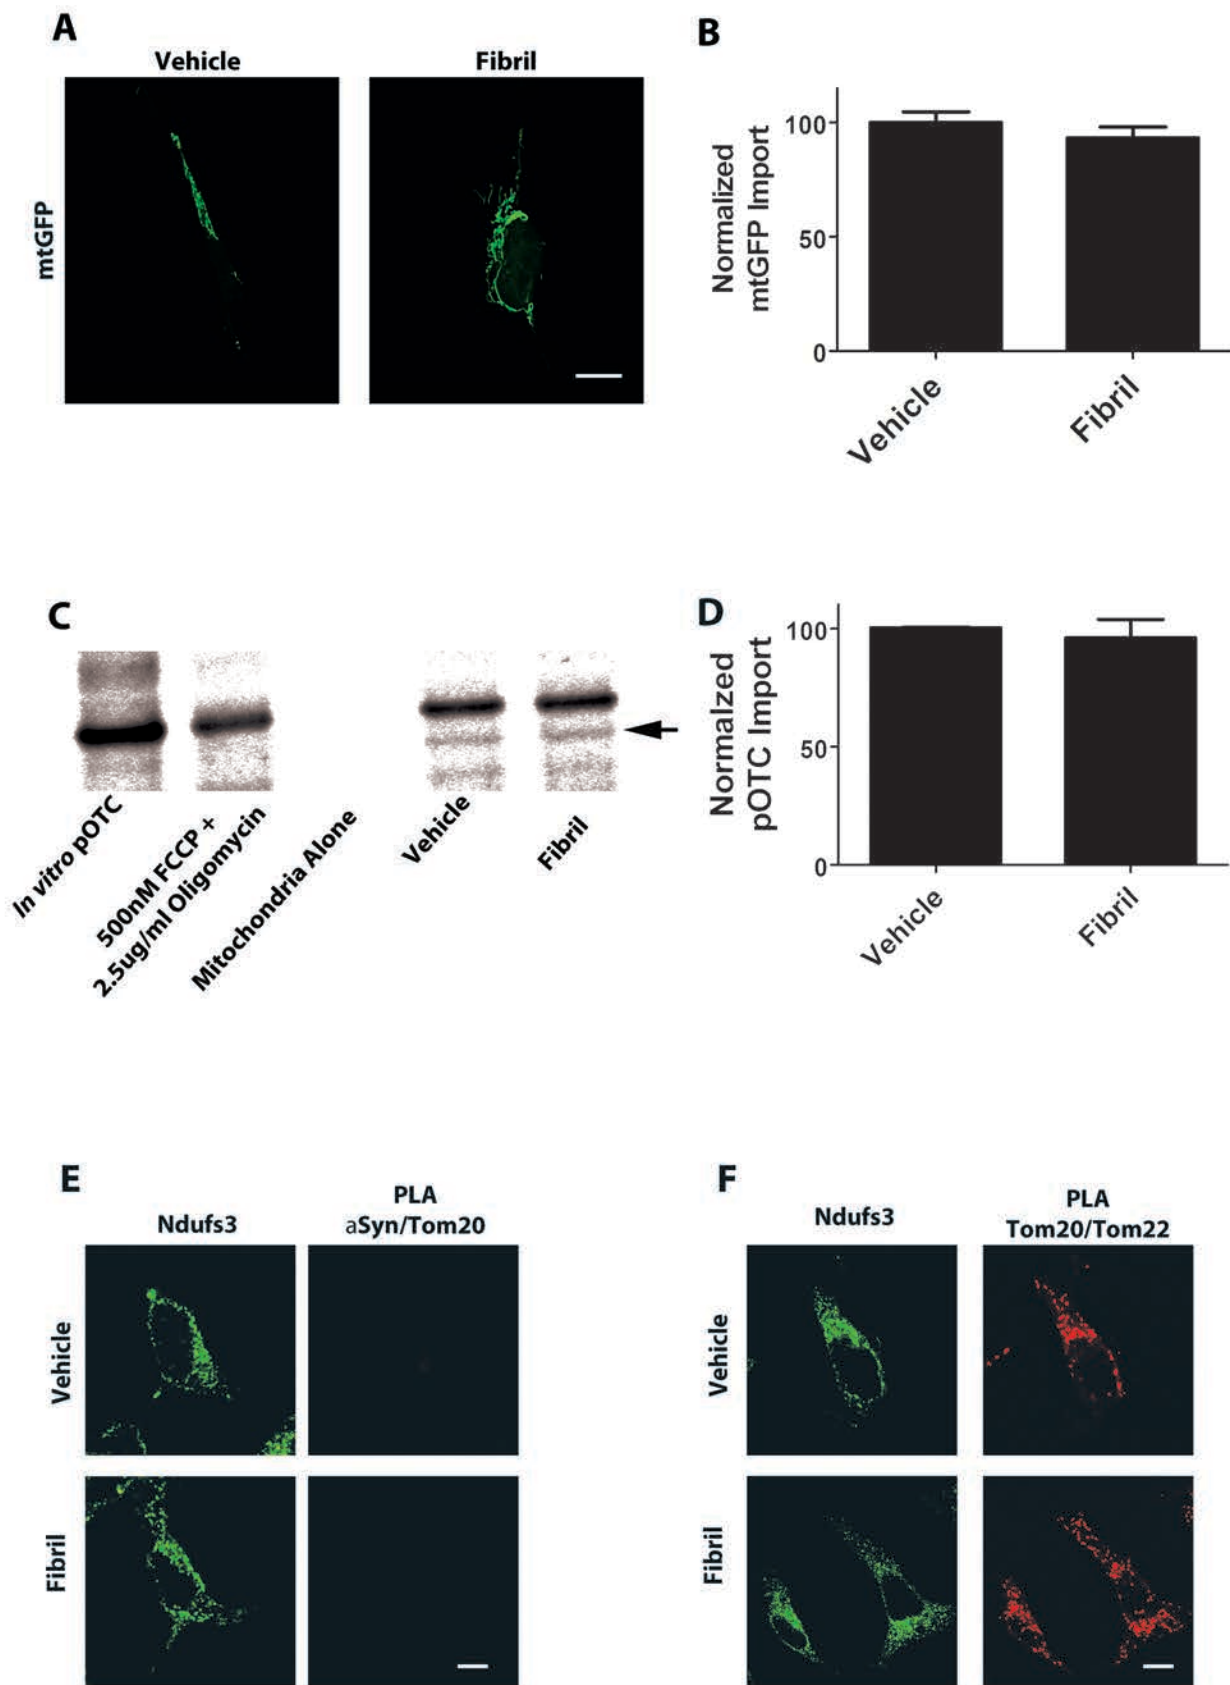 A
Vehicle
Fibril
mtGFP
B
Normalized
mtGFP Import
100
50
0
Vehicle
Fibril
C
In vitro pOTC
500nM FCCP +
2.5ug/ml Oligomycin
Mitochondria Alone
Vehicle
Fibril
D
Normalzed
pOTC Import
100
50
0
Vehicle
Fibril
E
Ndufs3
PLA
aSyn/Tom20
Vehicle
Fibril
F
Ndufs3
PLA
Tom20/Tom22
Vehicle
Fibril